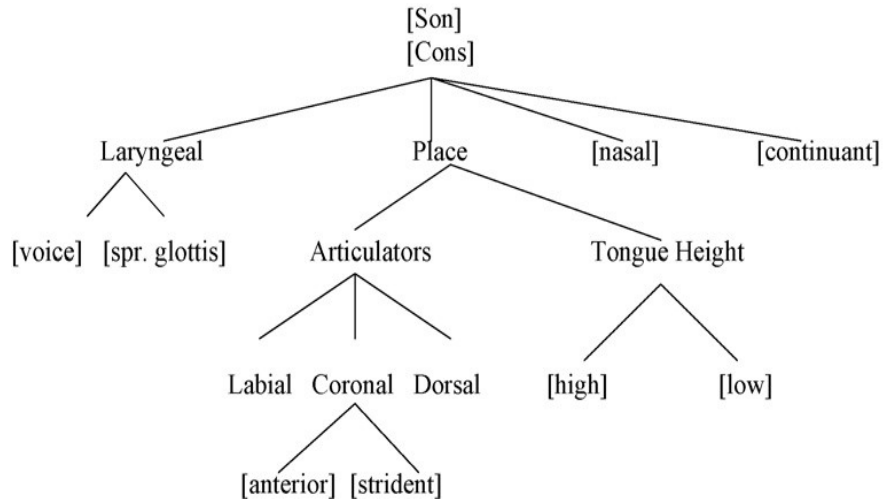 [Son]
[Cons]
Laryngeal Place [nasal] [continuant]
[voice] [spr. glottis] Articulators Tongue Height
Labial Coronal Dorsal [high] [low]
[anterior] [strident]